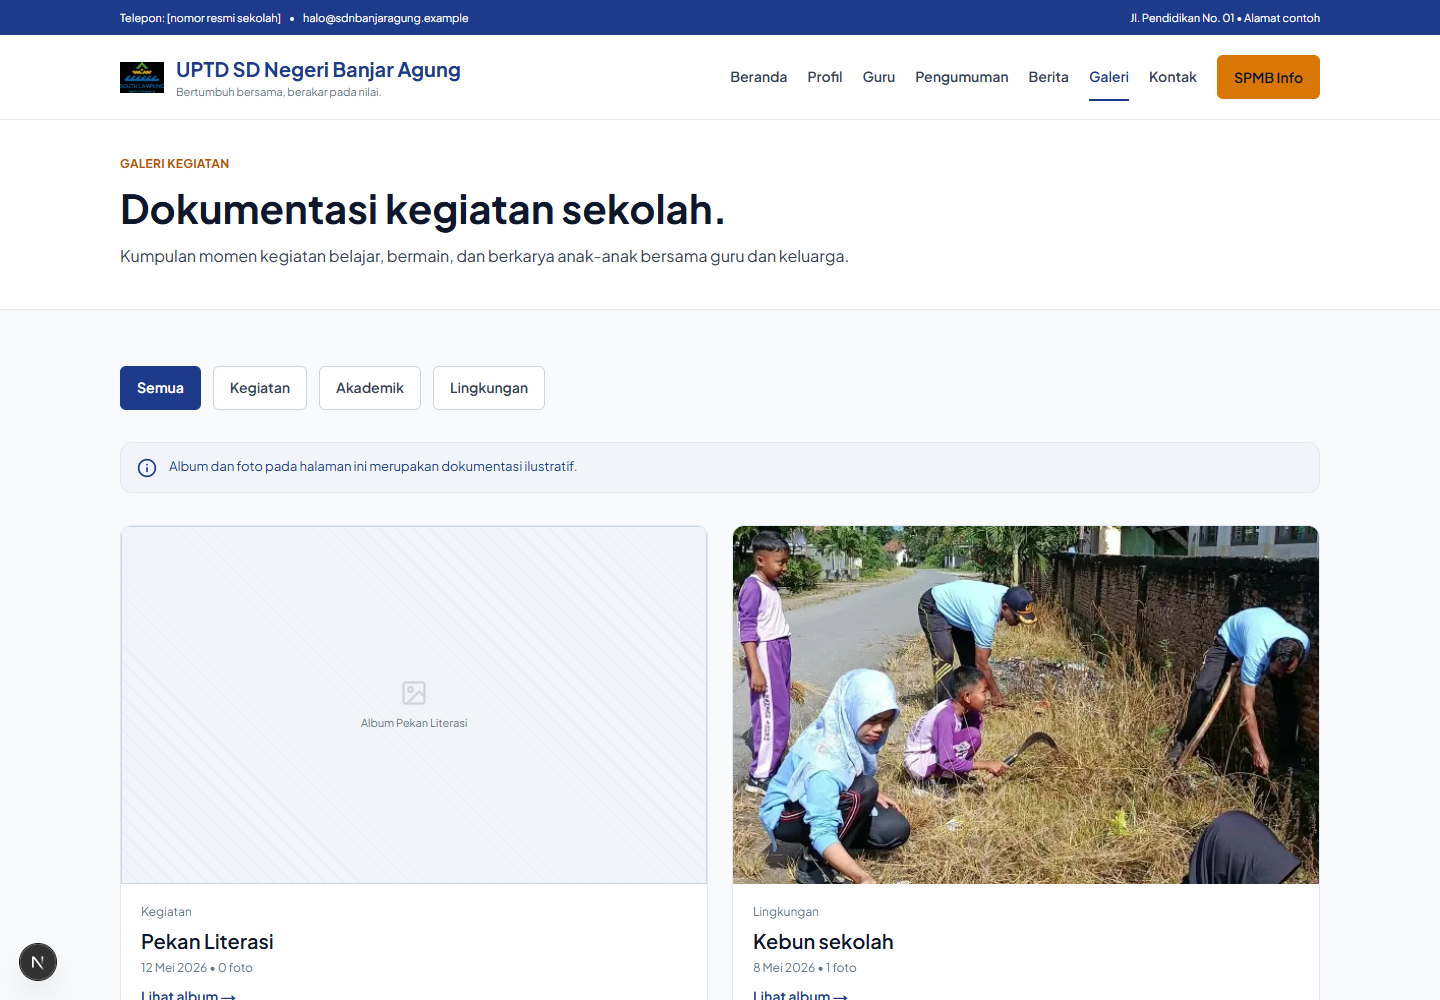 Telepon: [nomor resmi sekolah] • halo@sdnbanjaragung.example
Jl. Pendidikan No. 01 • Alamat contoh
UPTD SD Negeri Banjar Agung
Bertumbuh bersama, berakar pada nilai.
Beranda Profil Guru Pengumuman Berita Galeri Kontak SPMB Info
GALERI KEGIATAN
Dokumentasi kegiatan sekolah.
Kumpulan momen kegiatan belajar, bermain, dan berkarya anak-anak bersama guru dan keluarga.
Semua Kegiatan Akademik Lingkungan
Album dan foto pada halaman ini merupakan dokumentasi ilustratif.
Album Pekan Literasi
Kegiatan
Pekan Literasi
12 Mei 2026 • 0 foto
Lihat album →
Lingkungan
Kebun sekolah
8 Mei 2026 • 1 foto
Lihat album →
N